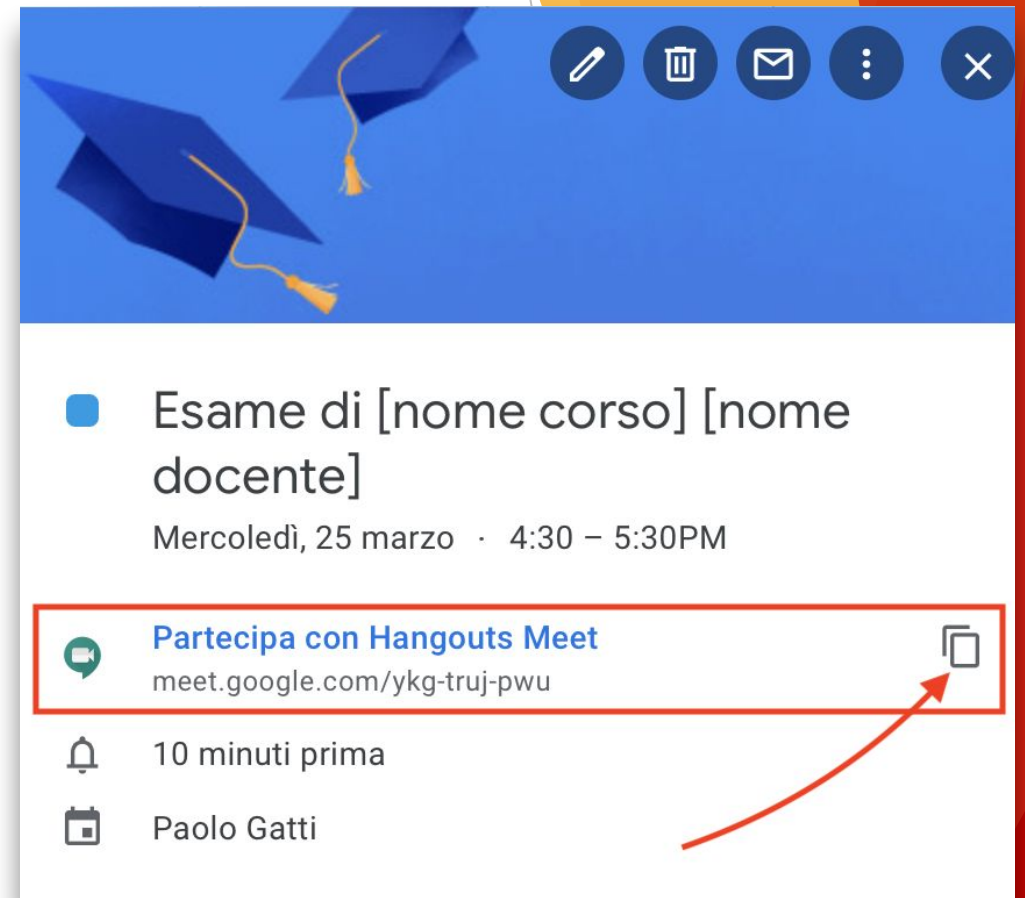 Esame di [nome corso] [nome
docente]
Mercoledì, 25 marzo · 4:30 – 5:30PM
Partecipa con Hangouts Meet
meet.google.com/ykg-truj-pwu
10 minuti prima
Paolo Gatti